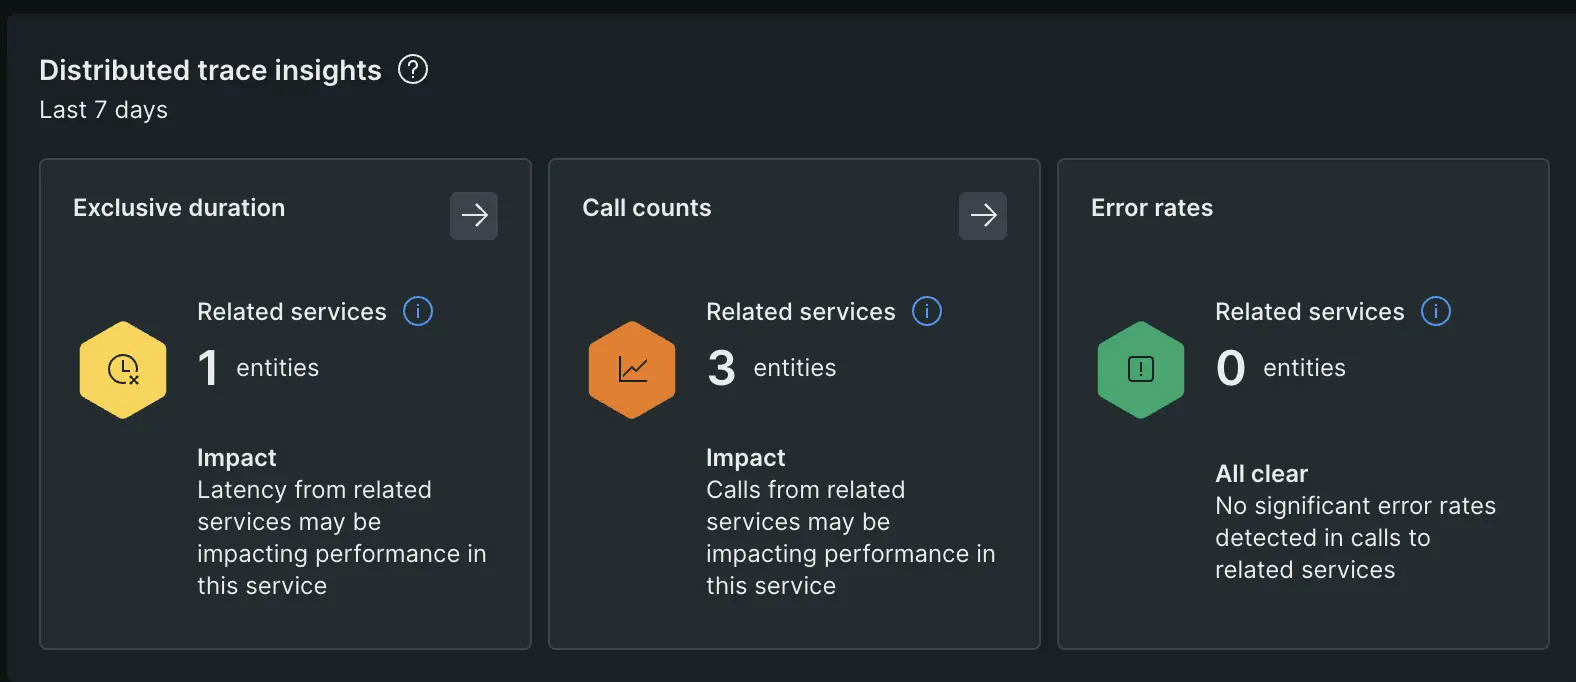 Distributed trace insights ?
Last 7 days
Exclusive duration
Related services i
1 entities
Impact
Latency from related
services may be
impacting performance in
this service
Call counts
Related services i
3 entities
Impact
Calls from related
services may be
impacting performance in
this service
Error rates
Related services i
0 entities
All clear
No significant error rates
detected in calls to
related services